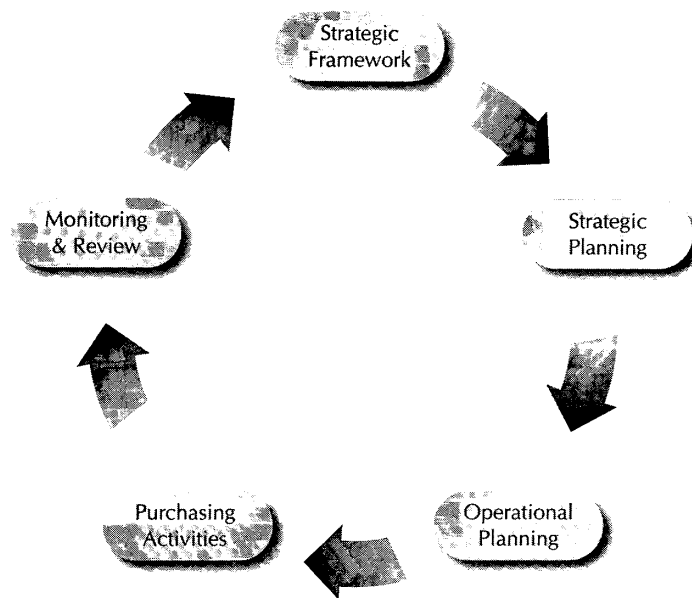 Strategic
Framework
Strategic
Planning
Operational
Planning
Purchasing
Activities
Monitoring
& Review